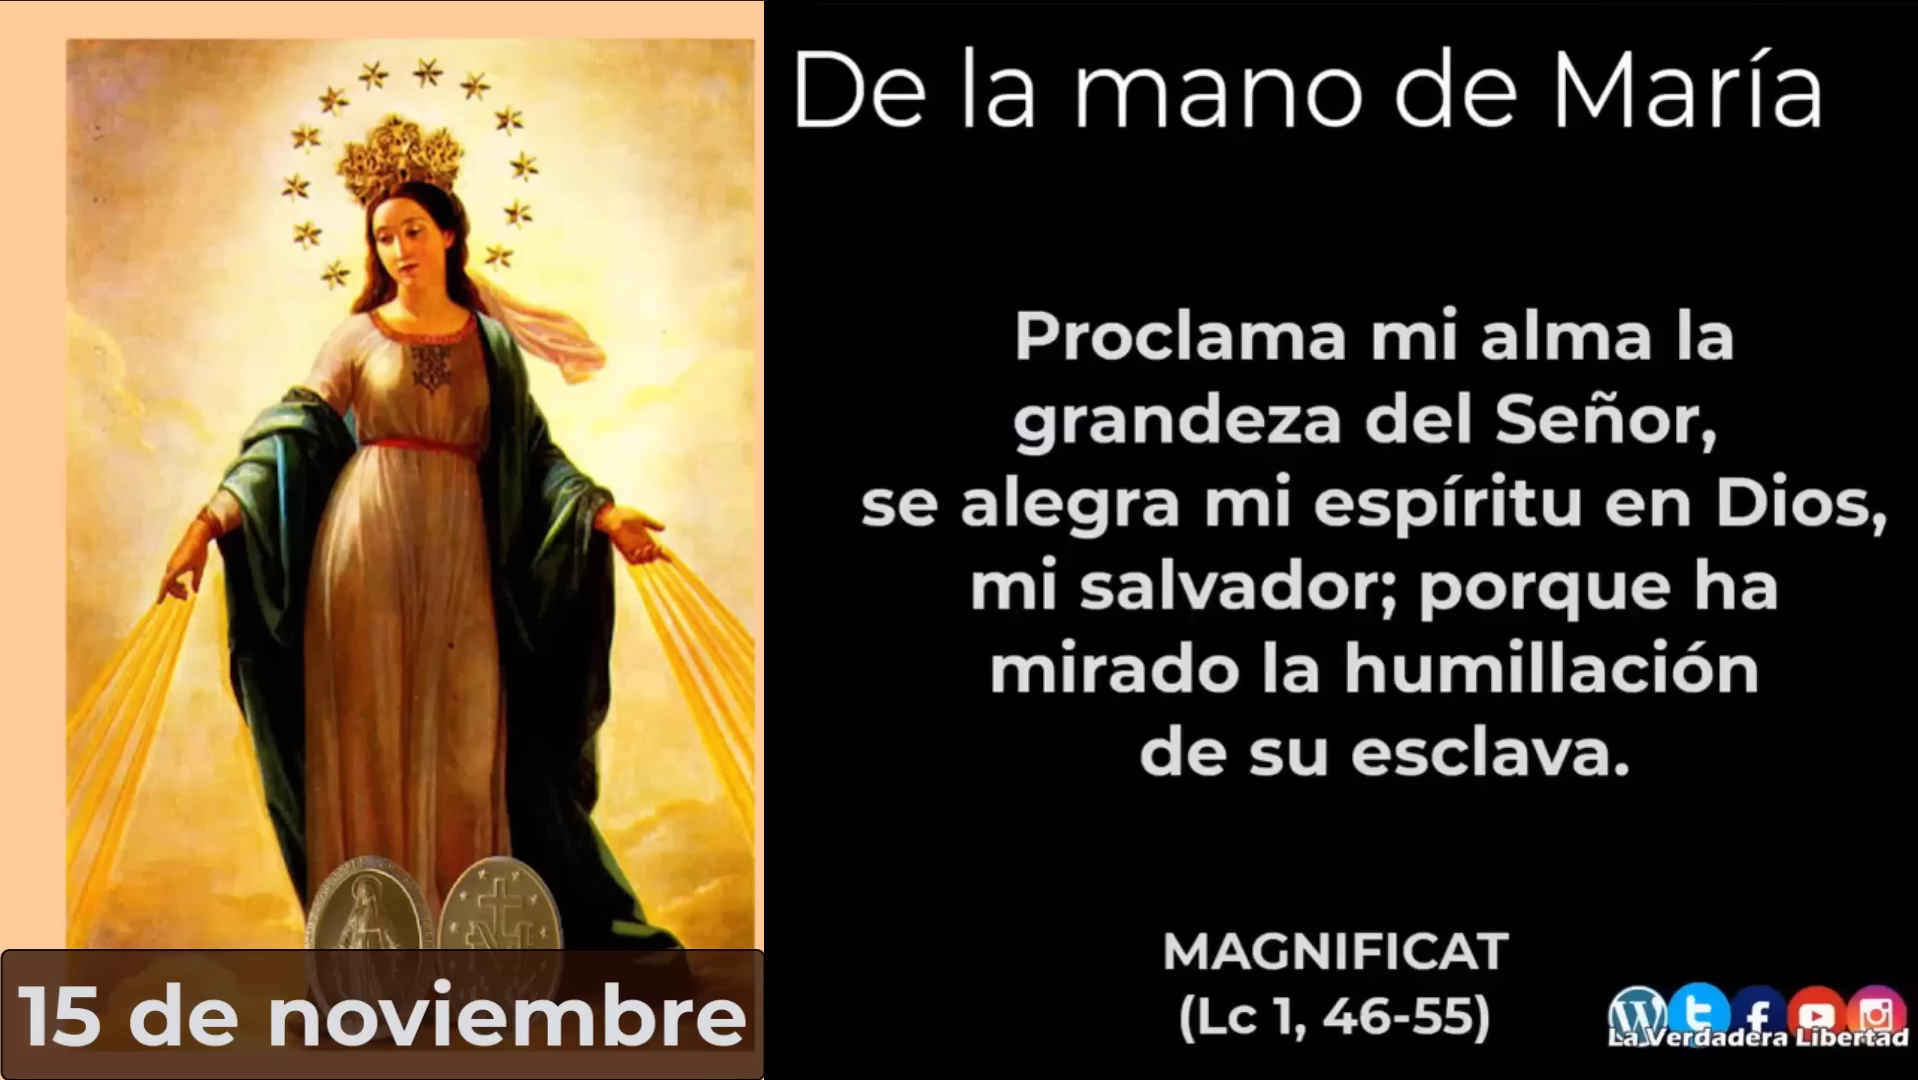 De la mano de María
Proclama mi alma la
grandeza del Señor,
se alegra mi espíritu en Dios,
mi salvador; porque ha
mirado la humillación
de su esclava.
MAGNIFICAT
(Lc 1, 46-55)
La Verdadera Libertad
15 de noviembre